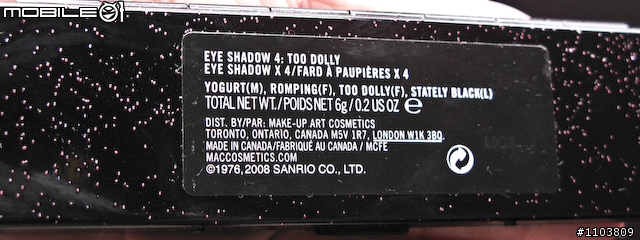 MOBILE01
EYE SHADOW 4: TOO DOLLY
EYE SHADOW X 4/FARD À PAUPIÈRES X 4
YOGURT(M), ROMPING(F), TOO DOLLY(F), STATELY BLACK(L)
TOTAL NET WT./POIDS NET 6g/0.2 US OZ ℮
DIST. BY/PAR: MAKE-UP ART COSMETICS
TORONTO, ONTARIO, CANADA M5V 1R7, LONDON W1K 3BQ.
MADE IN CANADA/FABRIQUÉ AU CANADA / MCFE
MACCOSMETICS.COM
©1976, 2008 SANRIO CO., LTD.
#1103809